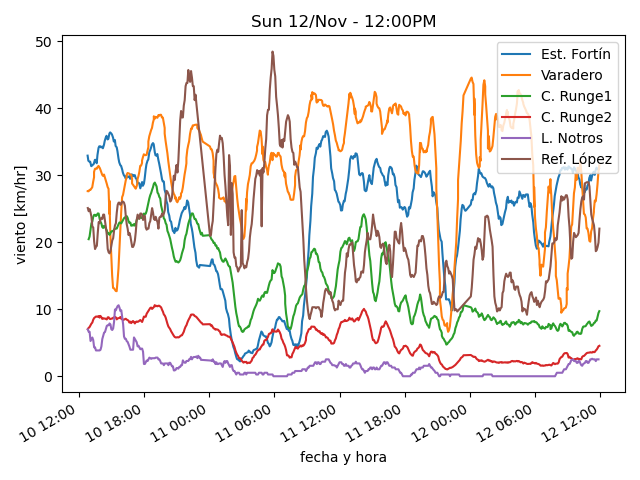 Sun 12/Nov - 12:00PM
viento [km/hr]
50
40
30
20
10
0
Est. Fortín
Varadero
C. Runge1
C. Runge2
L. Notros
Ref. López
10 12:00
10 18:00
11 00:00
11 06:00
11 12:00
11 18:00
12 00:00
12 06:00
12 12:00
fecha y hora